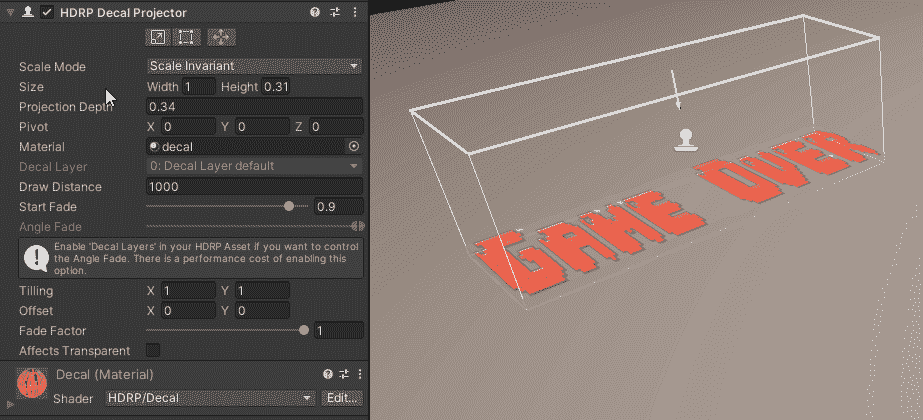 HDRP Decal Projector
Scale Mode Scale Invariant
Size Width 1 Height 0.31
Projection Depth 0.34
Pivot X 0 Y 0 Z 0
Material decal
Decal Layer 0: Decal Layer default
Draw Distance 1000
Start Fade 0.9
Angle Fade
Enable 'Decal Layers' in your HDRP Asset if you want to control
the Angle Fade. There is a performance cost of enabling this
option.
Tilling X 1 Y 1
Offset X 0 Y 0
Fade Factor 1
Affects Transparent
Decal (Material)
Shader HDRP/Decal Edit...
GAME OVER